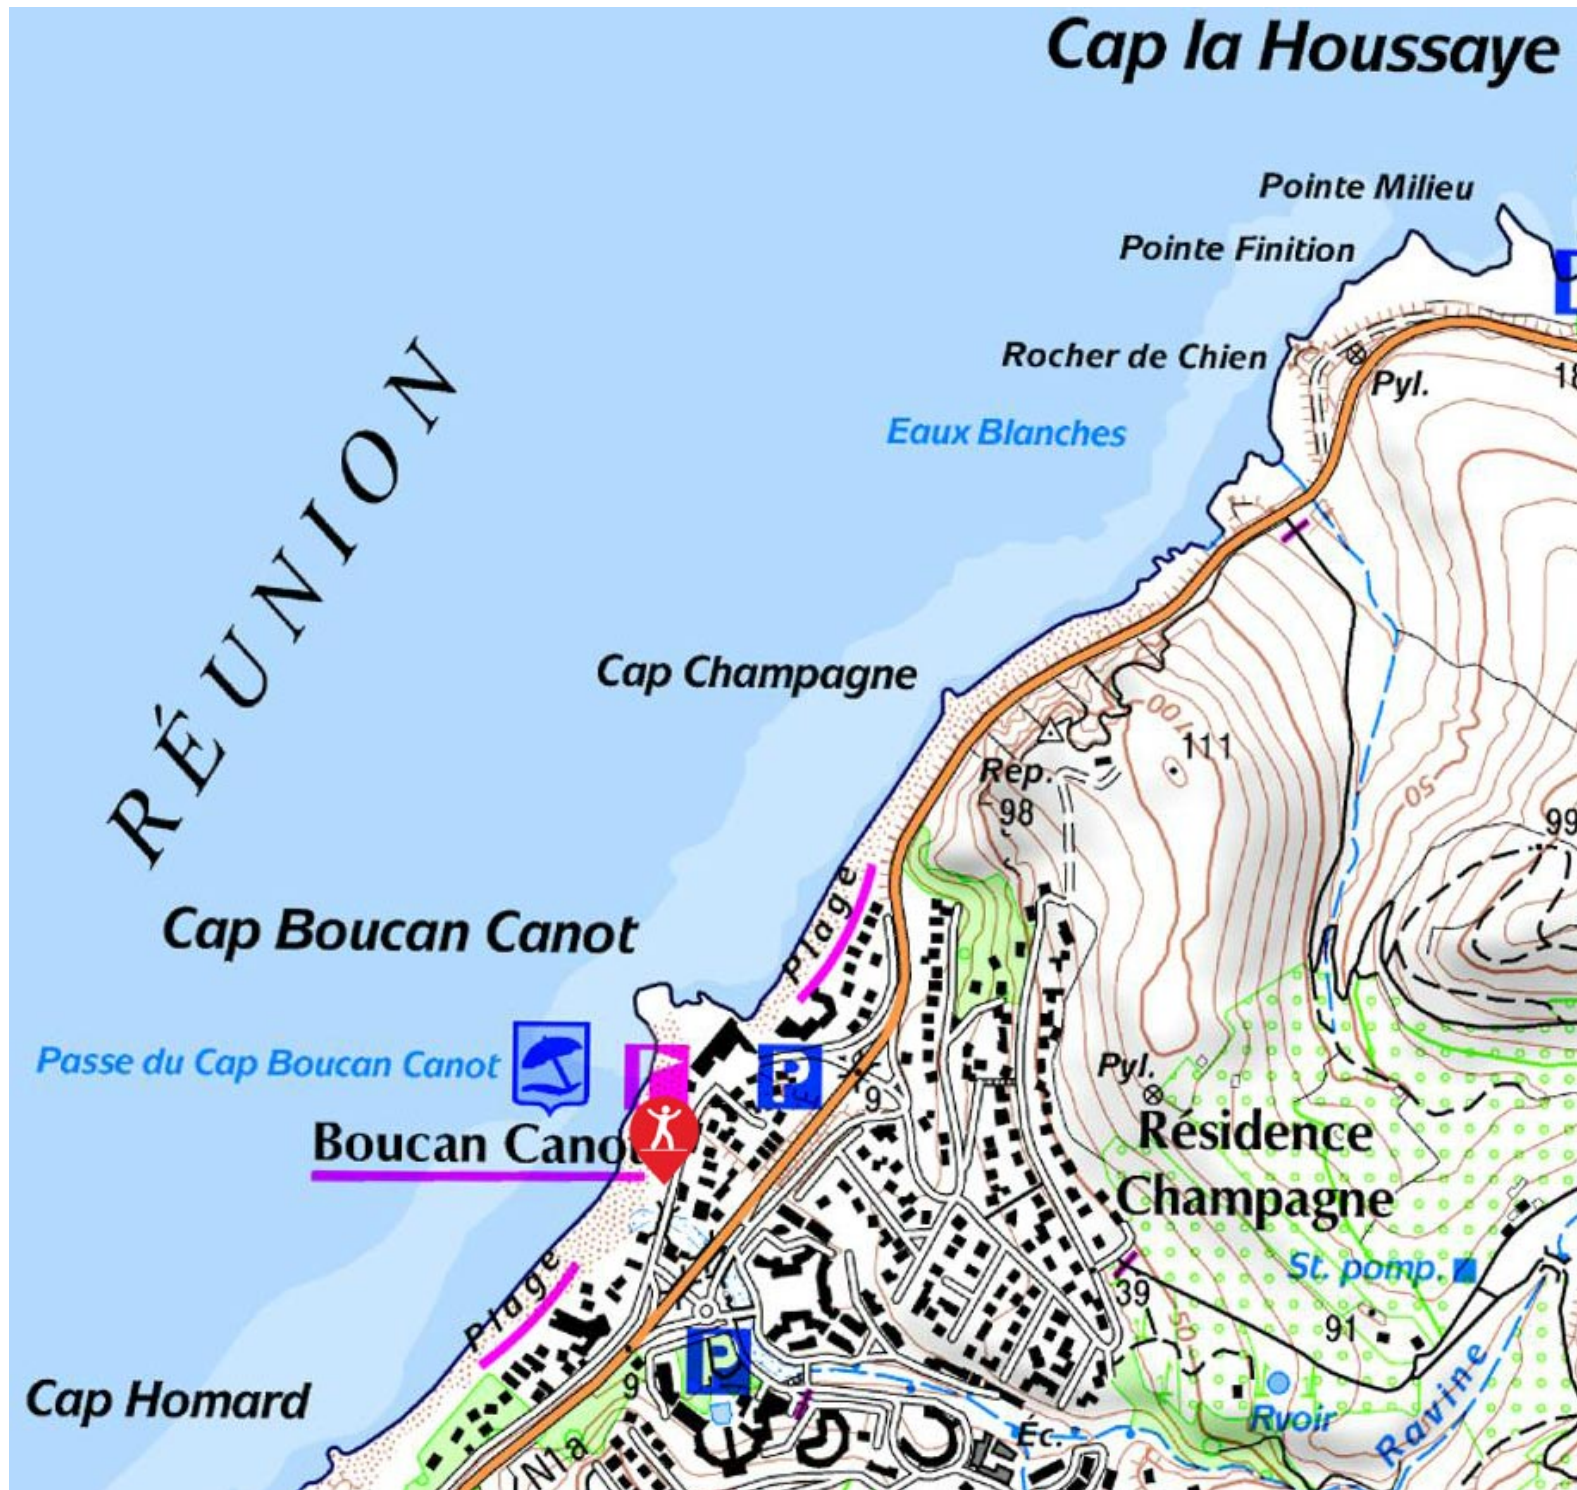 Cap la Houssaye
Pointe Milieu
Pointe Finition
Rocher de Chien
Pyl.
Eaux Blanches
RÉUNION
Cap Champagne
100
111
Rep.
98
50
99
Plage
Cap Boucan Canot
Passe du Cap Boucan Canot
P
9
Pyl.
Boucan Canot
Résidence
Champagne
St. pomp.
39
Plage
50
91
P
9
Cap Homard
Rvoir
Ravine
N1a
Éc.